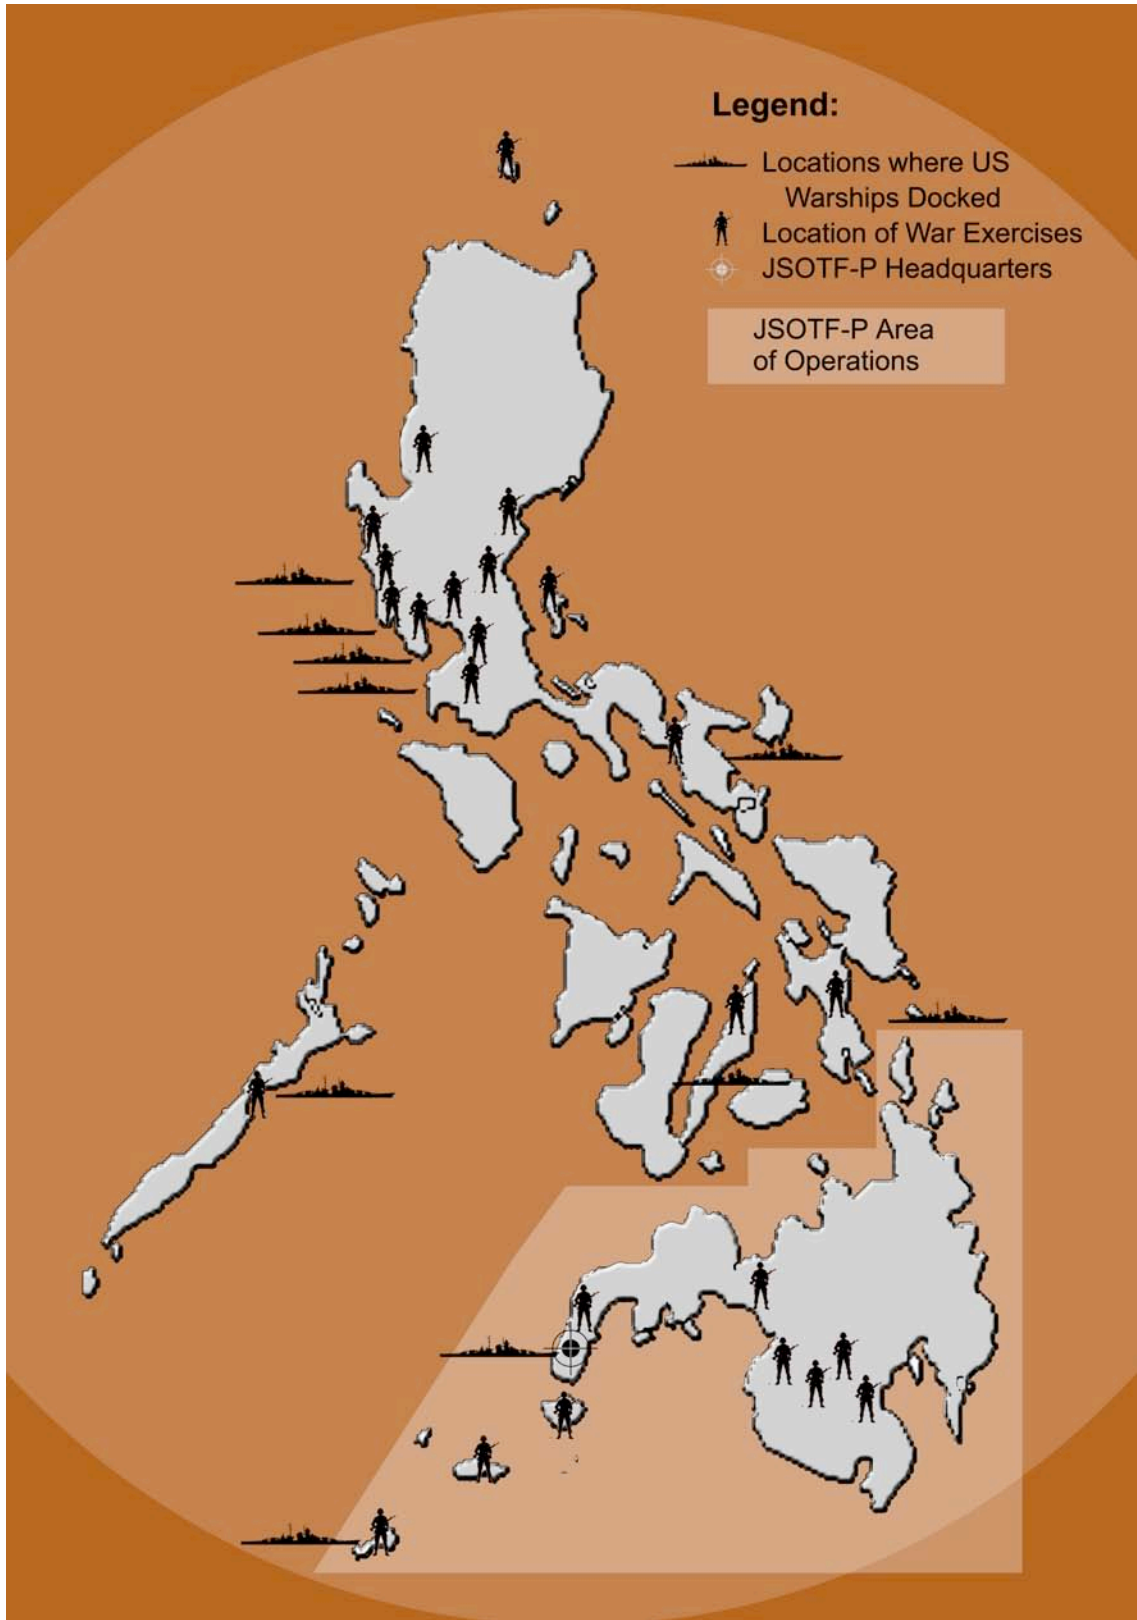 Legend:
Locations where US
Warships Docked
Location of War Exercises
JSOTF-P Headquarters
JSOTF-P Area
of Operations